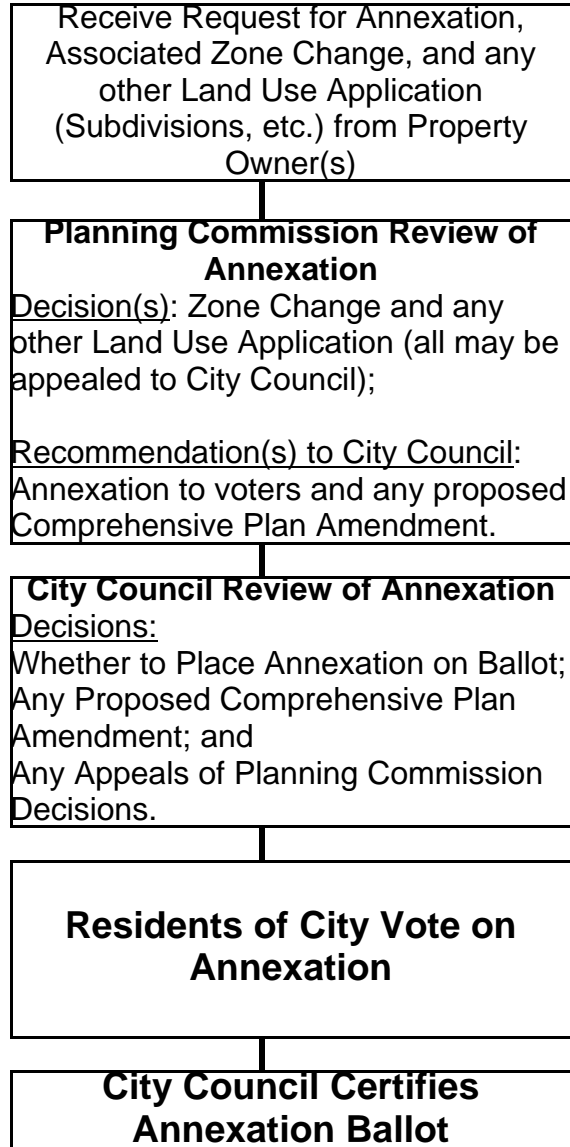 Receive Request for Annexation,
Associated Zone Change, and any
other Land Use Application
(Subdivisions, etc.) from Property
Owner(s)
Planning Commission Review of
Annexation
Decision(s): Zone Change and any
other Land Use Application (all may be
appealed to City Council);
Recommendation(s) to City Council:
Annexation to voters and any proposed
Comprehensive Plan Amendment.
City Council Review of Annexation
Decisions:
Whether to Place Annexation on Ballot;
Any Proposed Comprehensive Plan
Amendment; and
Any Appeals of Planning Commission
Decisions.
Residents of City Vote on
Annexation
City Council Certifies
Annexation Ballot